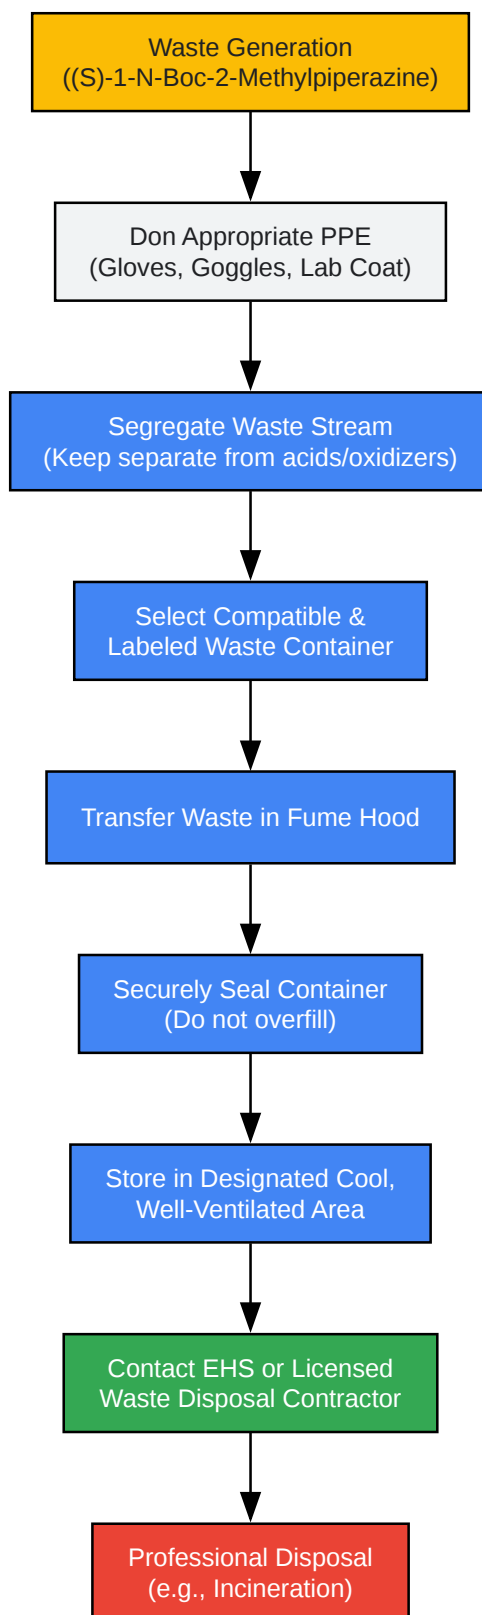 Waste Generation
((S)-1-N-Boc-2-Methylpiperazine)
Don Appropriate PPE
(Gloves, Goggles, Lab Coat)
Segregate Waste Stream
(Keep separate from acids/oxidizers)
Select Compatible &
Labeled Waste Container
Transfer Waste in Fume Hood
Securely Seal Container
(Do not overfill)
Store in Designated Cool,
Well-Ventilated Area
Contact EHS or Licensed
Waste Disposal Contractor
Professional Disposal
(e.g., Incineration)